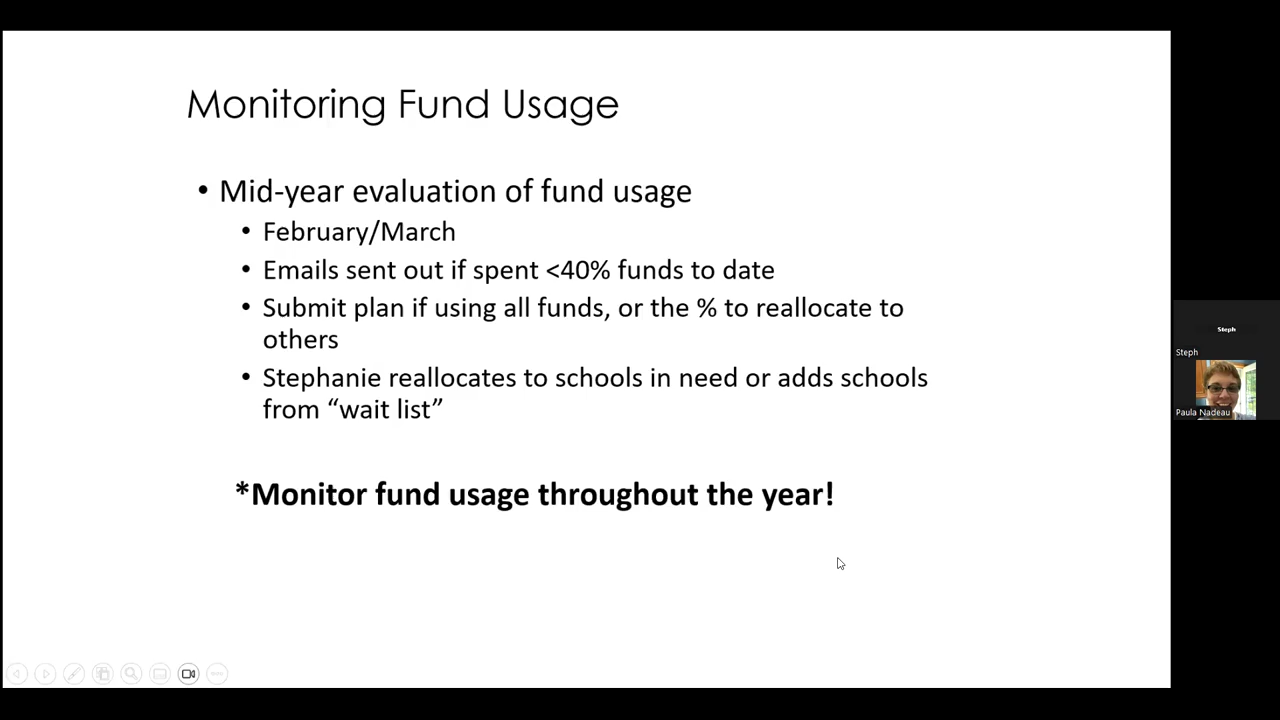 Monitoring Fund Usage
• Mid-year evaluation of fund usage
• February/March
• Emails sent out if spent <40% funds to date
• Submit plan if using all funds, or the % to reallocate to
others
• Stephanie reallocates to schools in need or adds schools
from “wait list”
*Monitor fund usage throughout the year!
Steph
Steph
Paula Nadeau